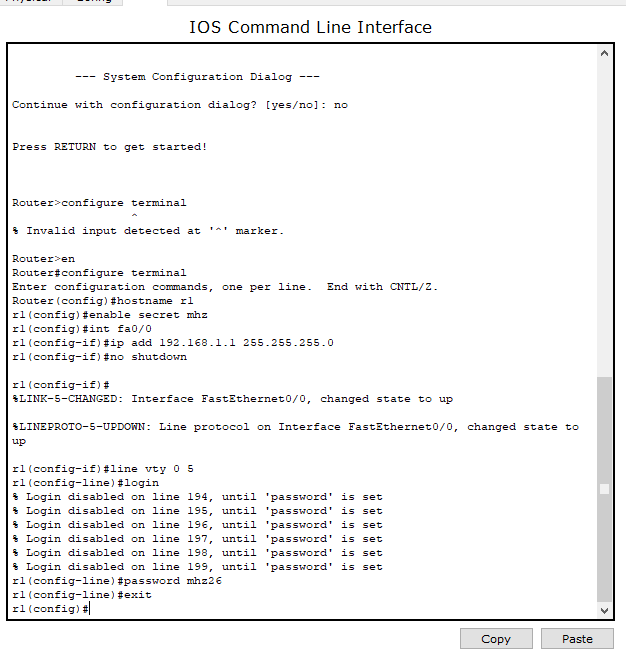 IOS Command Line Interface
--- System Configuration Dialog ---
Continue with configuration dialog? [yes/no]: no
Press RETURN to get started!
Router>configure terminal
^
% Invalid input detected at '^' marker.
Router>en
Router#configure terminal
Enter configuration commands, one per line.  End with CNTL/Z.
Router(config)#hostname r1
r1(config)#enable secret mhz
r1(config)#int fa0/0
r1(config-if)#ip add 192.168.1.1 255.255.255.0
r1(config-if)#no shutdown
r1(config-if)#
%LINK-5-CHANGED: Interface FastEthernet0/0, changed state to up
%LINEPROTO-5-UPDOWN: Line protocol on Interface FastEthernet0/0, changed state to
up
r1(config-if)#line vty 0 5
r1(config-line)#login
% Login disabled on line 194, until 'password' is set
% Login disabled on line 195, until 'password' is set
% Login disabled on line 196, until 'password' is set
% Login disabled on line 197, until 'password' is set
% Login disabled on line 198, until 'password' is set
% Login disabled on line 199, until 'password' is set
r1(config-line)#password mhz26
r1(config-line)#exit
r1(config)#
Copy Paste